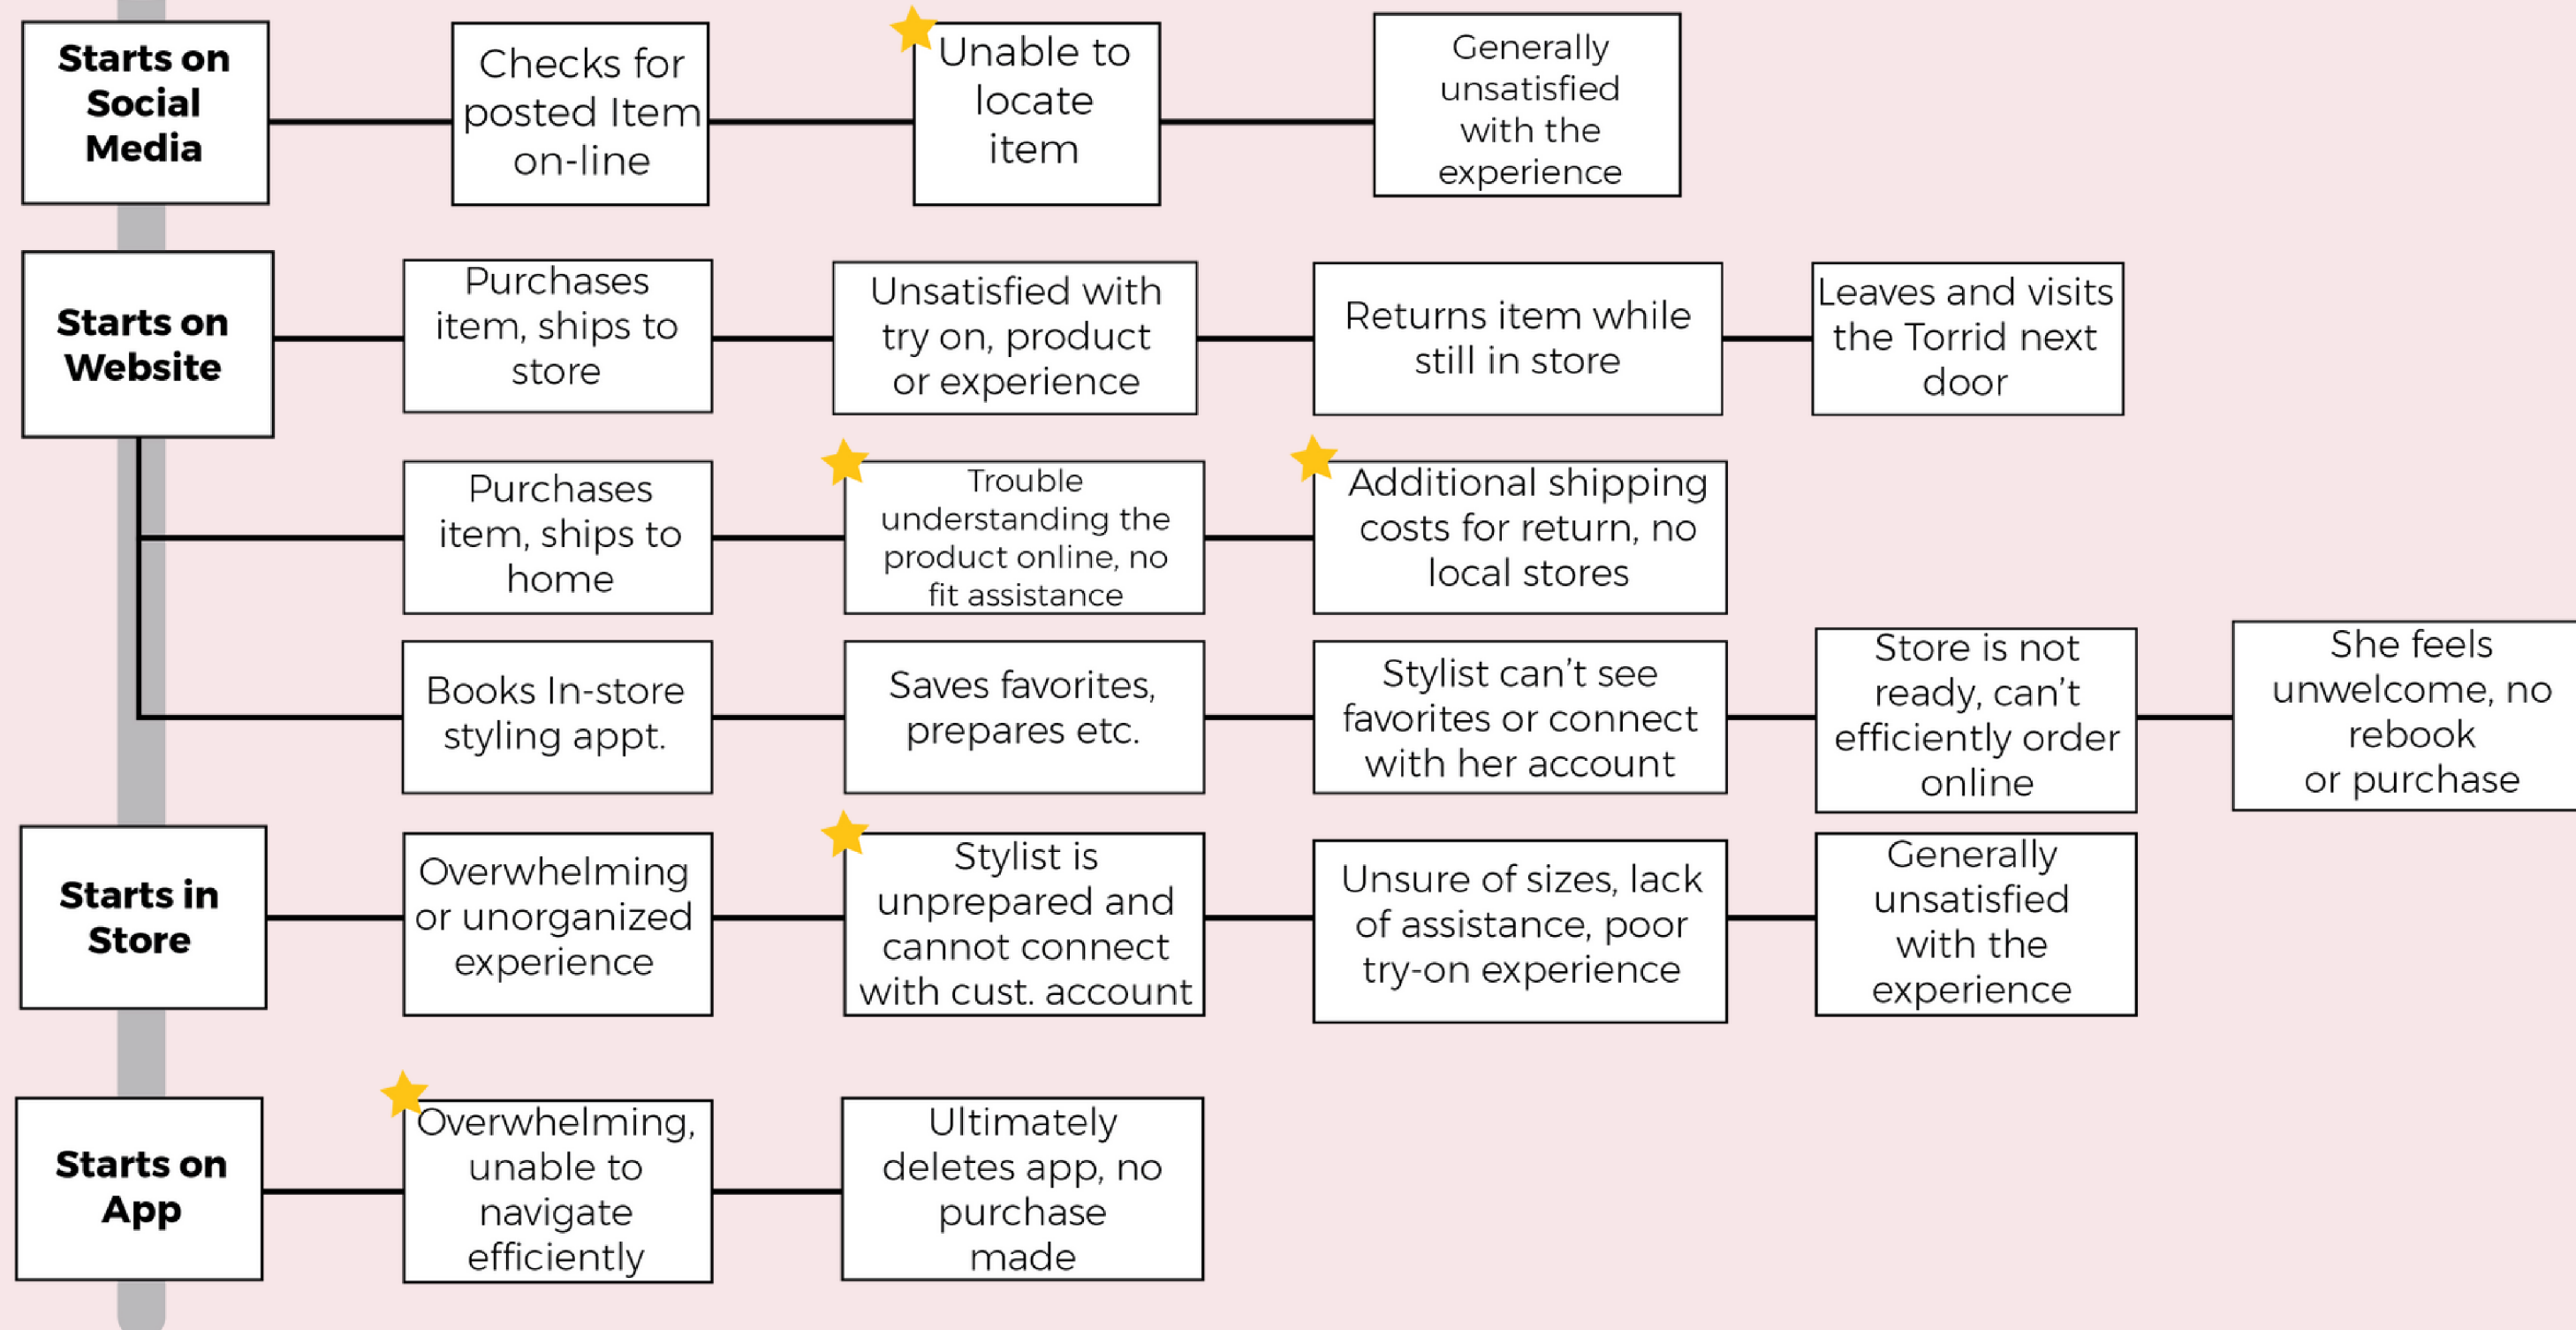 Starts on
Social
Media
Checks for
posted Item
on-line
Unable to
locate
item
Generally
unsatisfied
with the
experience
Starts on
Website
Purchases
item, ships to
store
Unsatisfied with
try on, product
or experience
Returns item while
still in store
Leaves and visits
the Torrid next
door
Purchases
item, ships to
home
Trouble
understanding the
product online, no
fit assistance
Additional shipping
costs for return, no
local stores
Books In-store
styling appt.
Saves favorites,
prepares etc.
Stylist can’t see
favorites or connect
with her account
Store is not
ready, can’t
efficiently order
online
She feels
unwelcome, no
rebook
or purchase
Starts in
Store
Overwhelming
or unorganized
experience
Stylist is
unprepared and
cannot connect
with cust. account
Unsure of sizes, lack
of assistance, poor
try-on experience
Generally
unsatisfied
with the
experience
Starts on
App
Overwhelming,
unable to
navigate
efficiently
Ultimately
deletes app, no
purchase
made